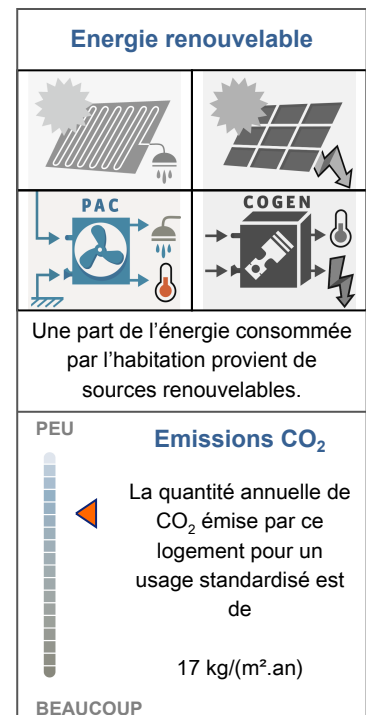 Energie renouvelable
PAC
COGEN
Une part de l’énergie consommée
par l’habitation provient de
sources renouvelables.
PEU
Emissions CO₂
La quantité annuelle de
CO₂ émise par ce
logement pour un
usage standardisé est
de
17 kg/(m².an)
BEAUCOUP